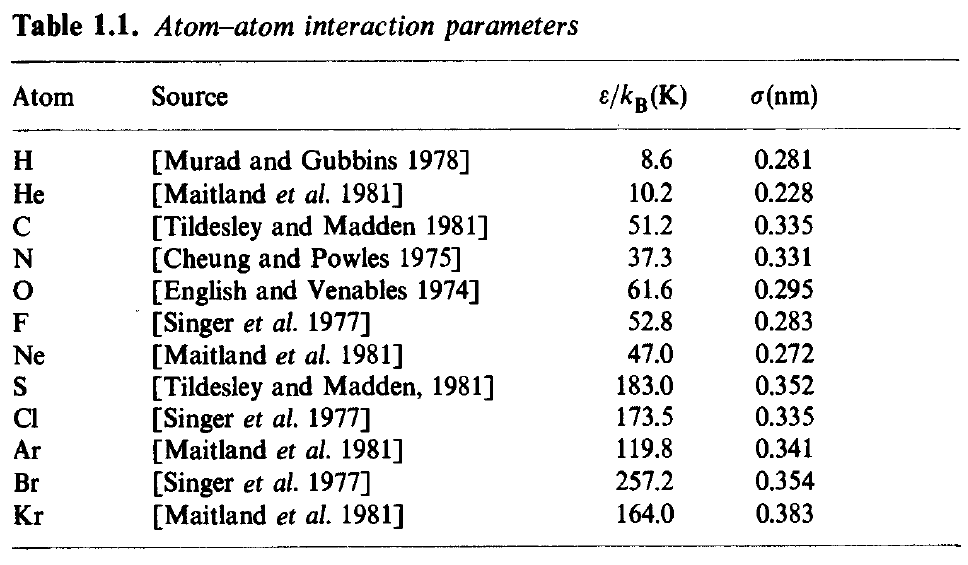 Table 1.1. Atom–atom interaction parameters
Atom Source ε/kB(K) σ(nm)
H [Murad and Gubbins 1978] 8.6 0.281
He [Maitland et al. 1981] 10.2 0.228
C [Tildesley and Madden 1981] 51.2 0.335
N [Cheung and Powles 1975] 37.3 0.331
O [English and Venables 1974] 61.6 0.295
F [Singer et al. 1977] 52.8 0.283
Ne [Maitland et al. 1981] 47.0 0.272
S [Tildesley and Madden, 1981] 183.0 0.352
Cl [Singer et al. 1977] 173.5 0.335
Ar [Maitland et al. 1981] 119.8 0.341
Br [Singer et al. 1977] 257.2 0.354
Kr [Maitland et al. 1981] 164.0 0.383